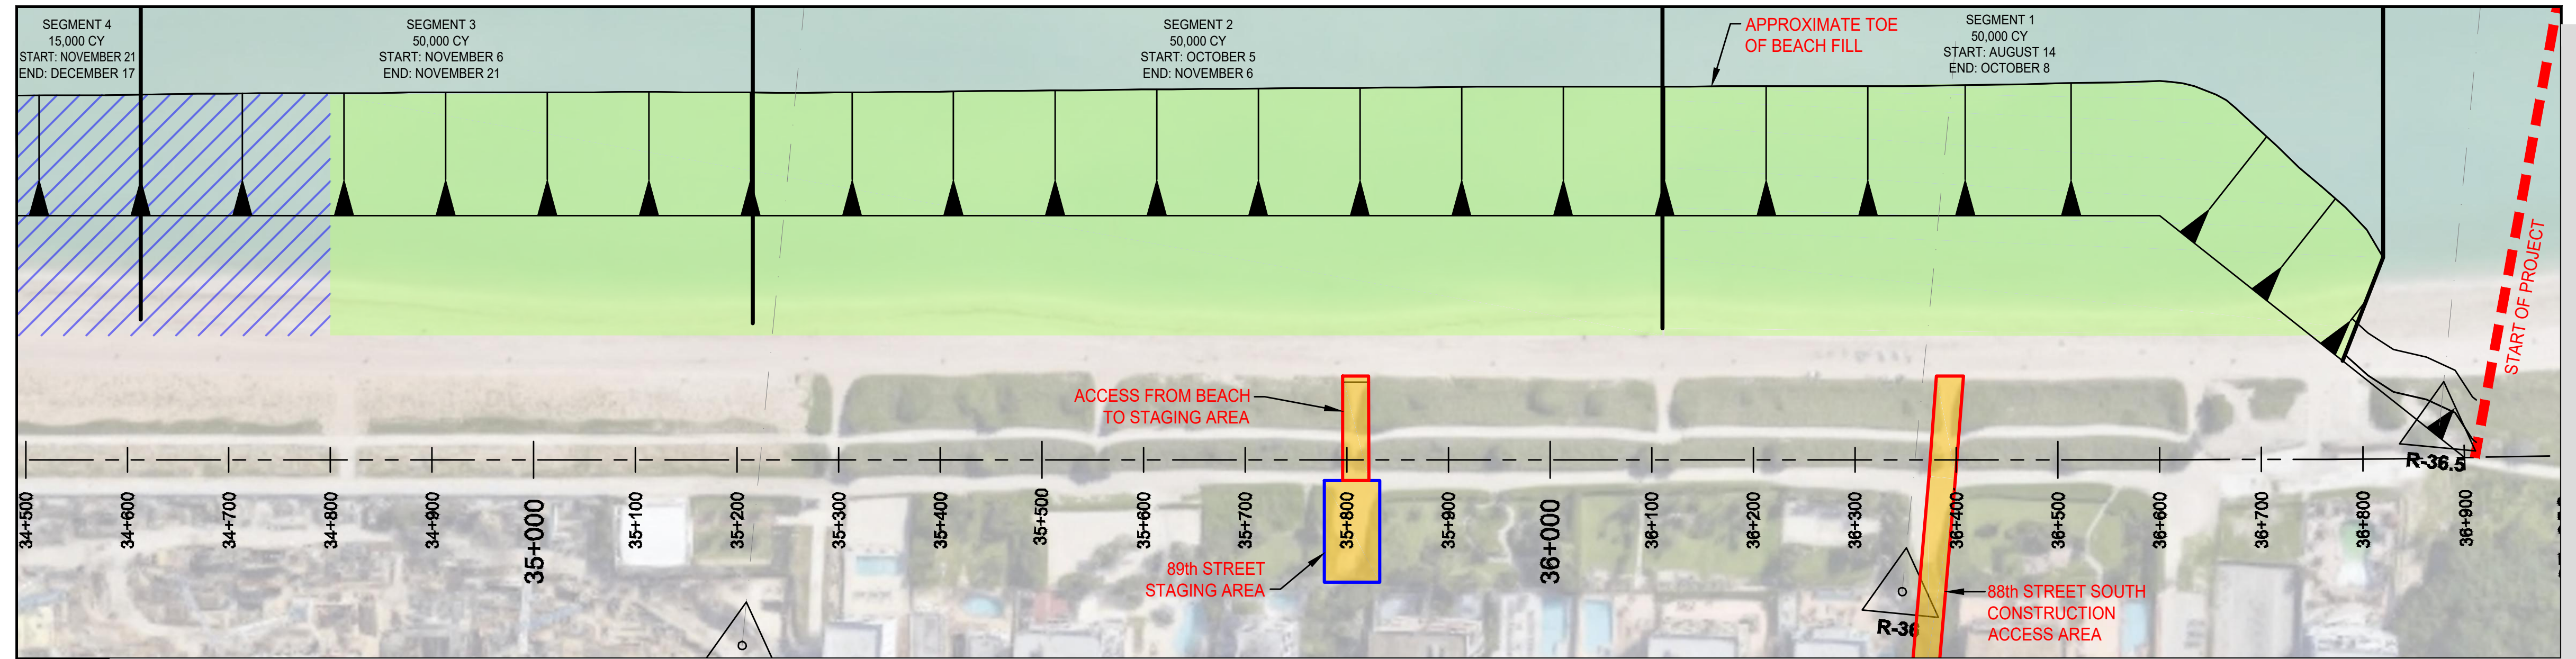 SEGMENT 4
15,000 CY
START: NOVEMBER 21
END: DECEMBER 17
SEGMENT 3
50,000 CY
START: NOVEMBER 6
END: NOVEMBER 21
SEGMENT 2
50,000 CY
START: OCTOBER 5
END: NOVEMBER 6
APPROXIMATE TOE
OF BEACH FILL
SEGMENT 1
50,000 CY
START: AUGUST 14
END: OCTOBER 8
START OF PROJECT
ACCESS FROM BEACH
TO STAGING AREA
R-36.5
34+500
34+600
34+700
34+800
34+900
35+000
35+100
35+200
35+300
35+400
35+500
35+600
35+700
35+800
35+900
36+000
36+100
36+200
36+300
36+400
36+500
36+600
36+700
36+800
36+900
89th STREET
STAGING AREA
88th STREET SOUTH
CONSTRUCTION
ACCESS AREA
R-36